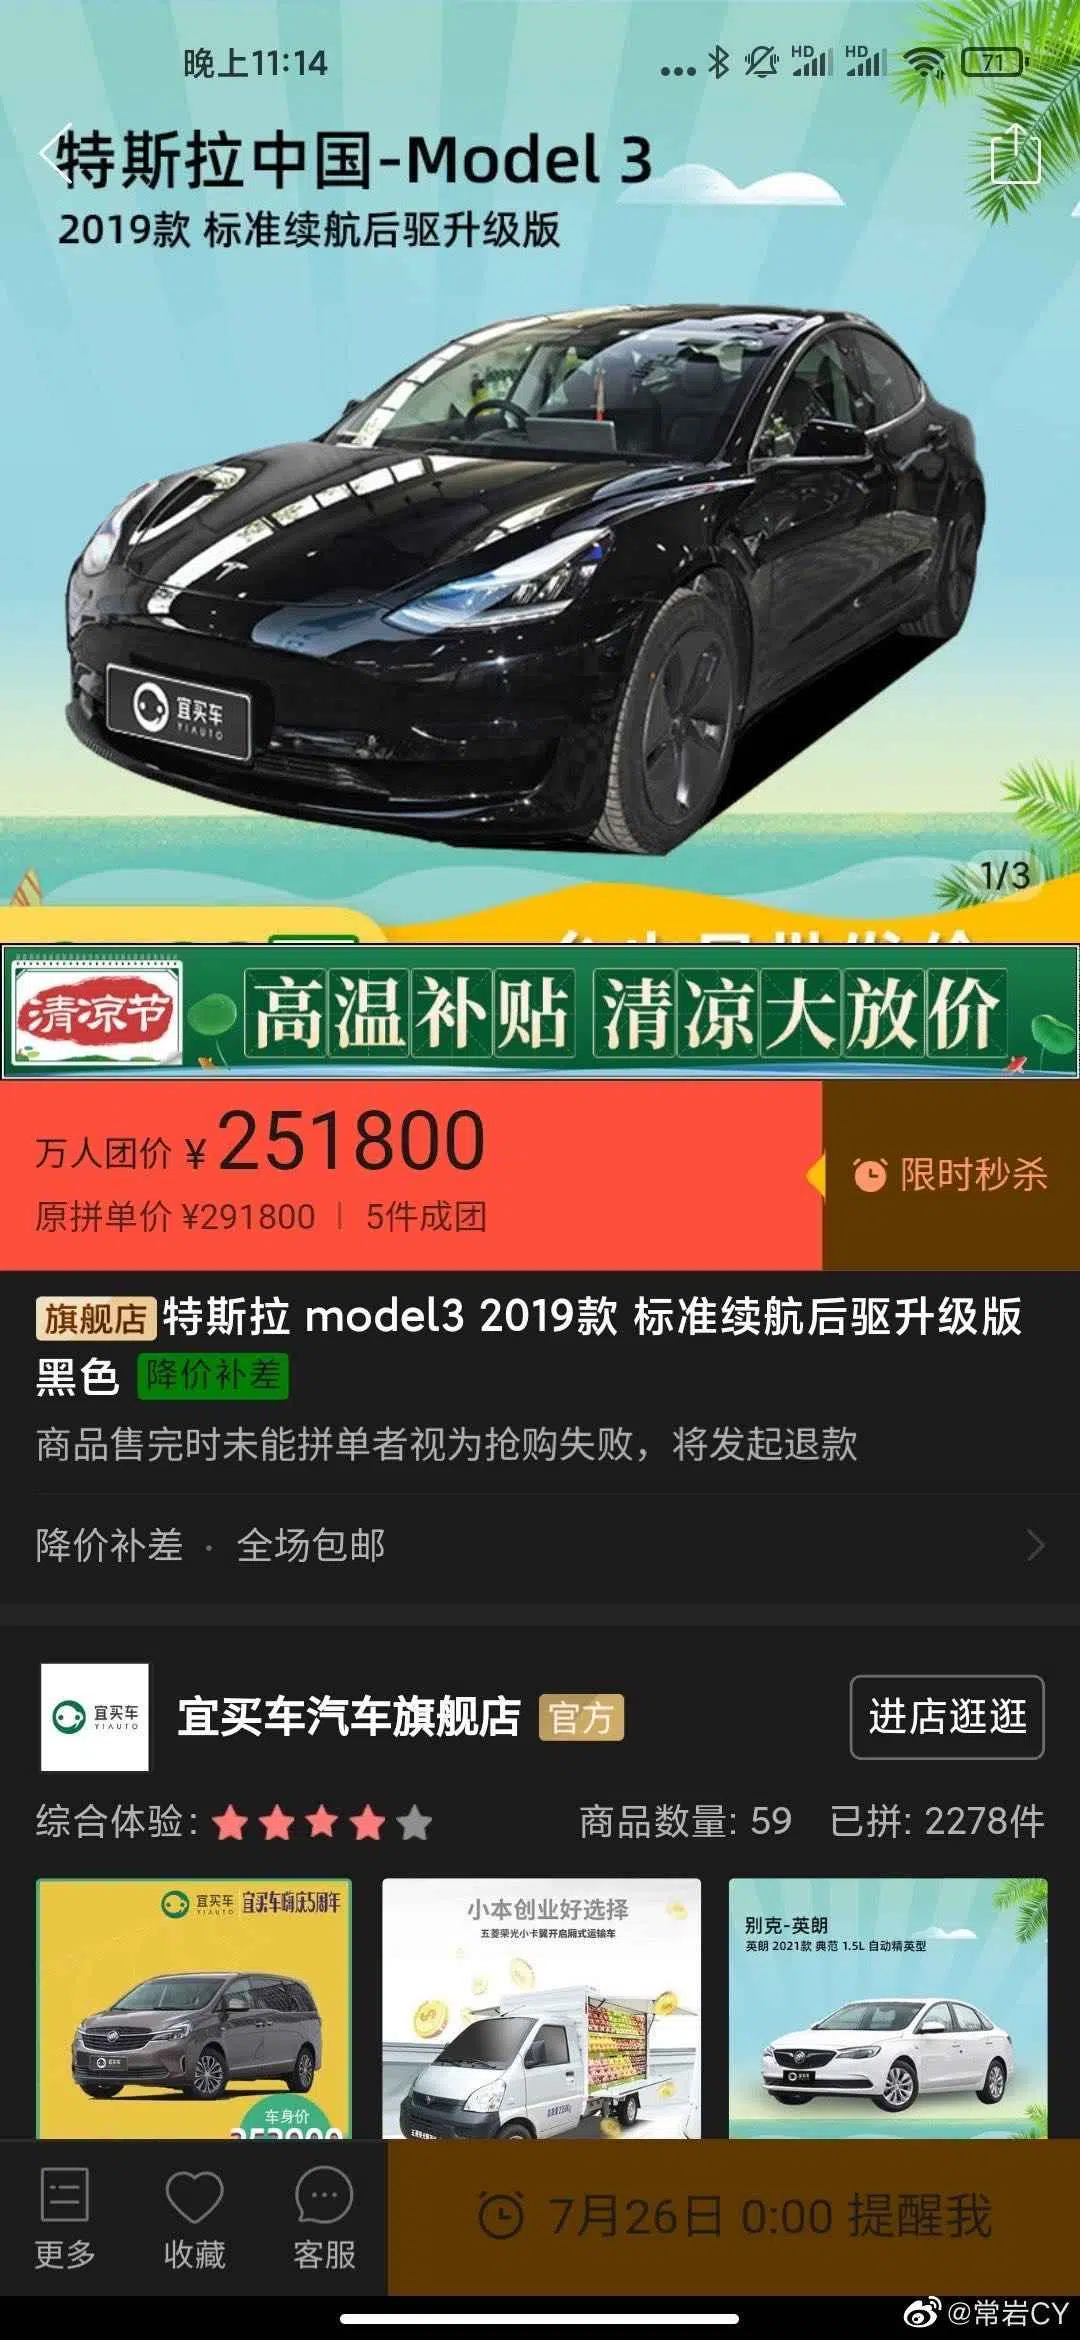 晚上11:14
HD HD 71
特斯拉中国-Model 3
2019款 标准续航后驱升级版
宜买车
YIAUTO
1/3
清凉节 高温补贴 清凉大放价
万人团价 ¥251800
限时秒杀
原拼单价 ¥291800 | 5件成团
旗舰店 特斯拉 model3 2019款 标准续航后驱升级版
黑色 降价补差
商品售完时未能拼单者视为抢购失败，将发起退款
降价补差 · 全场包邮
宜买车
YIAUTO
宜买车汽车旗舰店 官方
进店逛逛
综合体验:
商品数量: 59 已拼: 2278件
宜买车 YIAUTO 宜买车嗨庆5周年
宜买车
车身价
小本创业好选择
五菱荣光小卡翼开启厢式运输车
别克-英朗
英朗 2021款 典范 1.5L 自动精英型
宜买车
更多
收藏
客服
7月26日 0:00 提醒我
@常岩CY